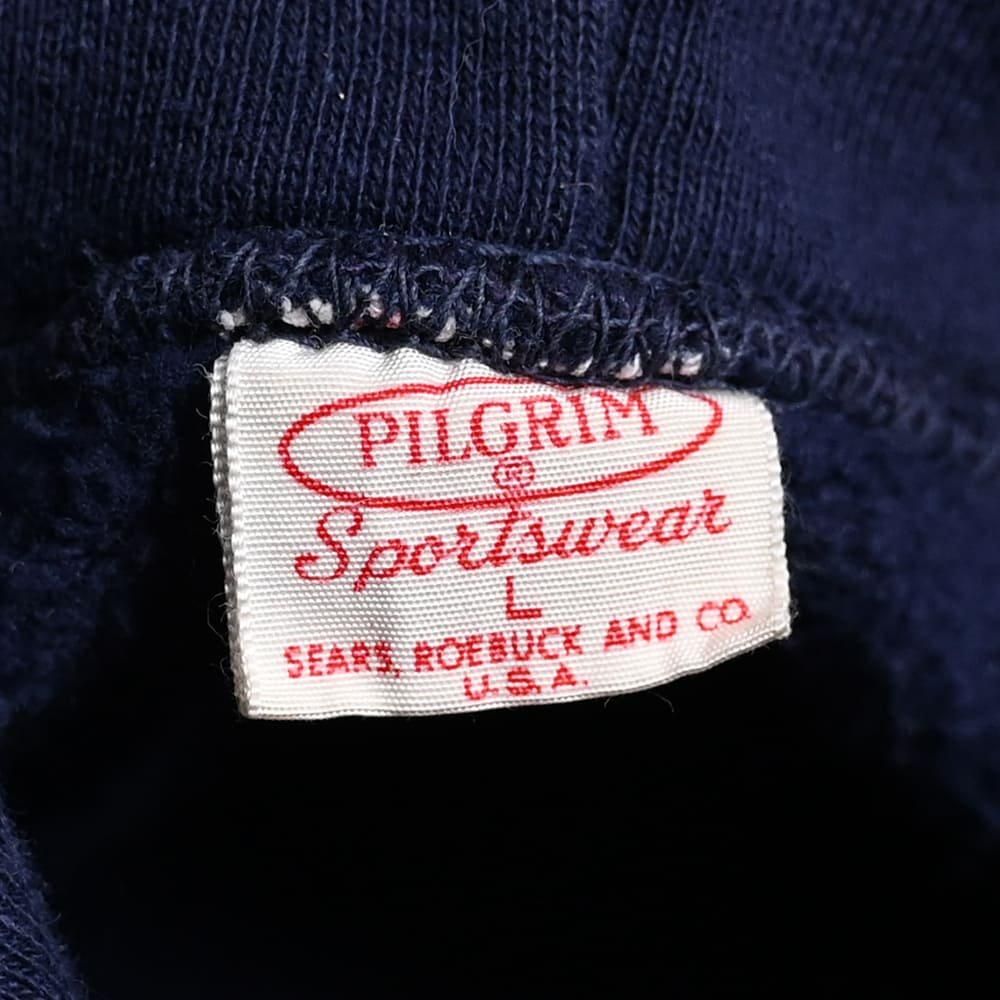 PILGRIM
®
Sportswear
L
SEARS, ROEBUCK AND CO.
U.S.A.